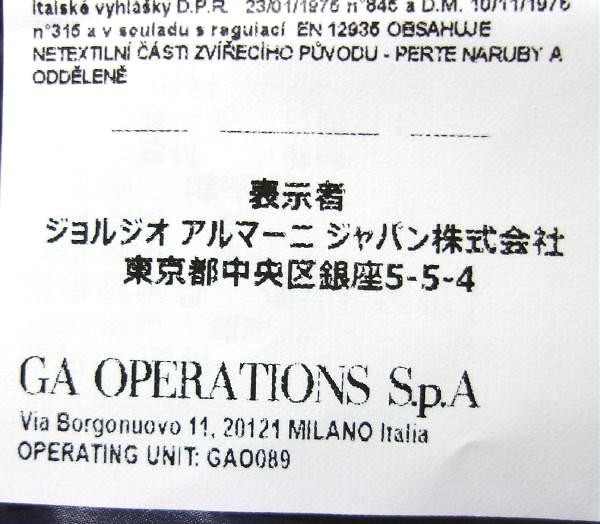 italské vyhlášky D.P.R. 23/01/1976 n°846 a D.M. 10/11/1976
n°316 a v souladu s regulací EN 12935 OBSAHUJE
NETEXTILNÍ ČÁSTI ZVÍŘECÍHO PŮVODU - PERTE NARUBY A
ODDĚLENĚ
表示者
ジョルジオ アルマーニ ジャパン株式会社
東京都中央区銀座5-5-4
GA OPERATIONS S.p.A
Via Borgonuovo 11, 20121 MILANO Italia
OPERATING UNIT: GAO089